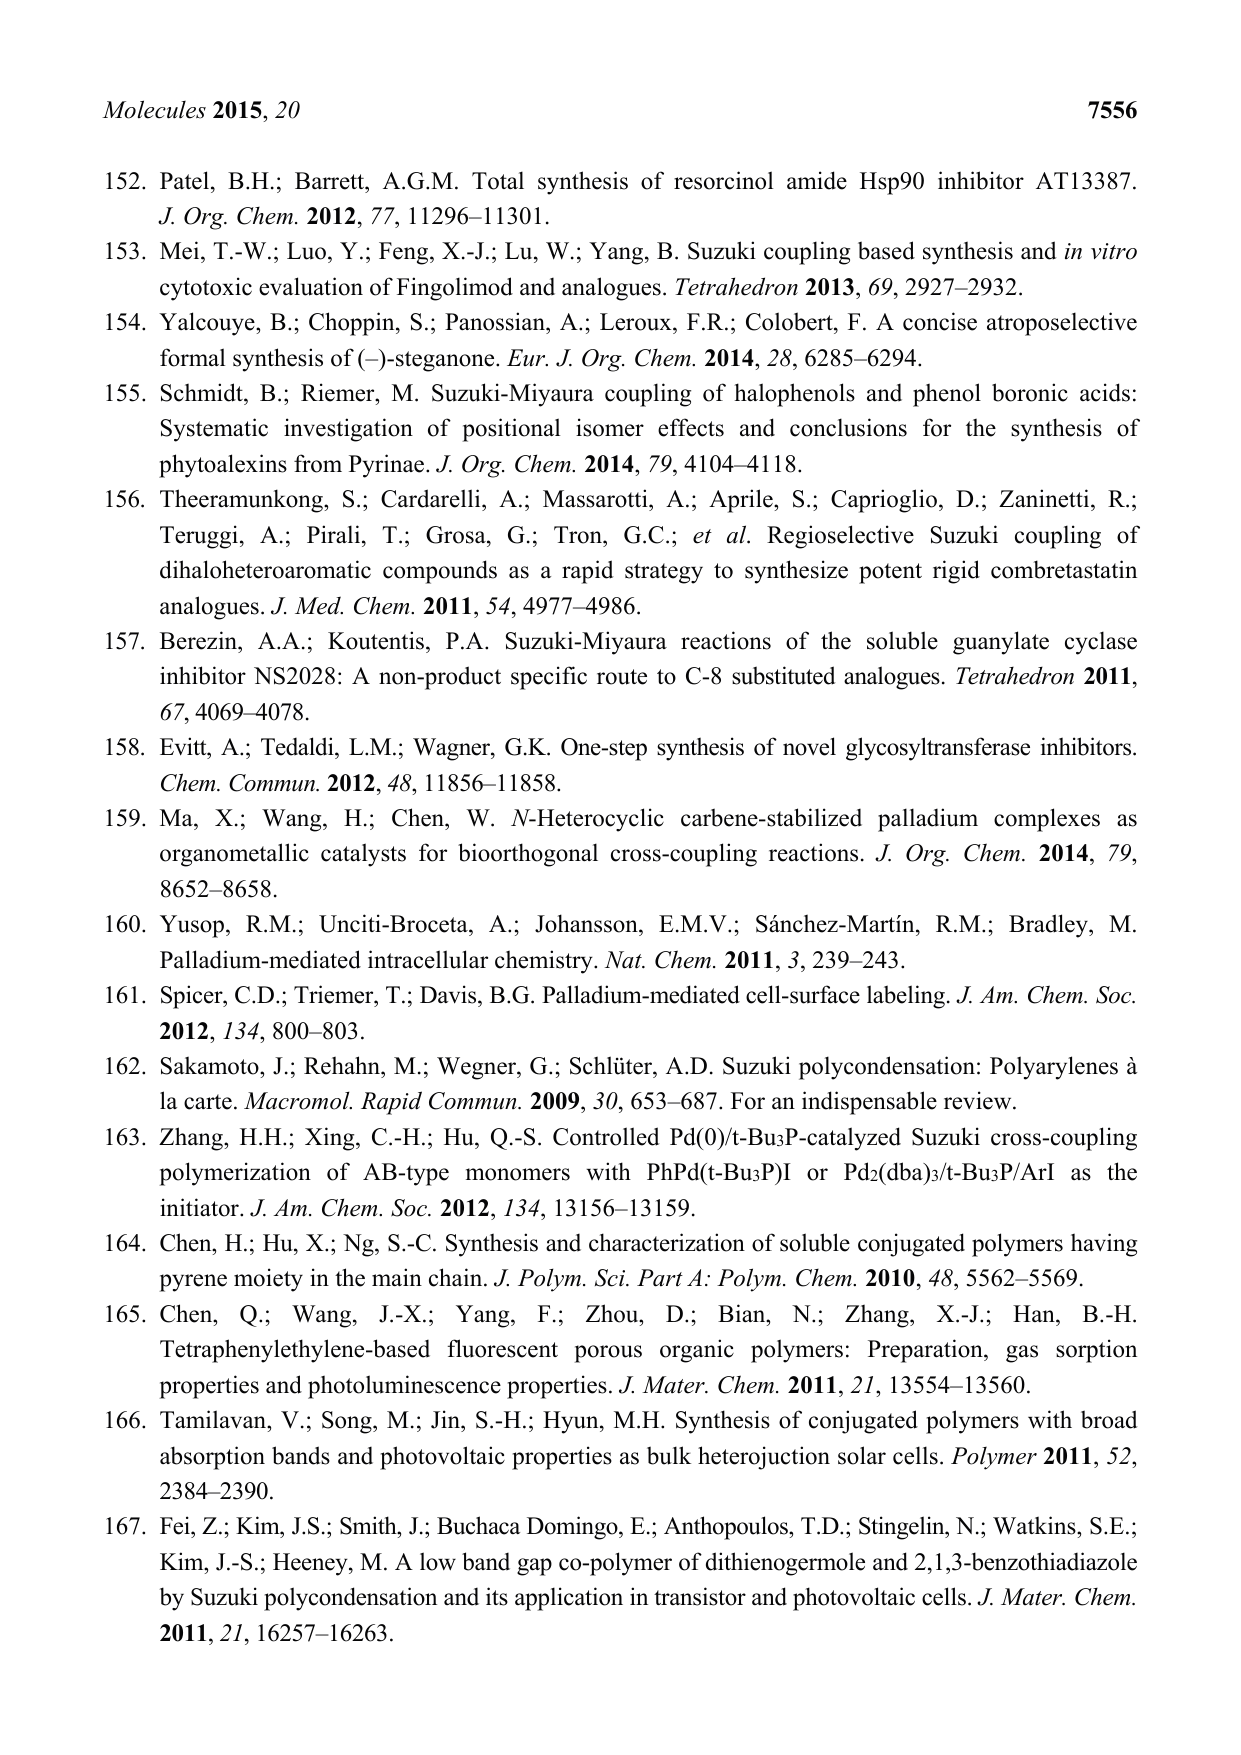 Molecules 2015, 20 7556
152. Patel, B.H.; Barrett, A.G.M. Total synthesis of resorcinol amide Hsp90 inhibitor AT13387.
J. Org. Chem. 2012, 77, 11296–11301.
153. Mei, T.-W.; Luo, Y.; Feng, X.-J.; Lu, W.; Yang, B. Suzuki coupling based synthesis and in vitro
cytotoxic evaluation of Fingolimod and analogues. Tetrahedron 2013, 69, 2927–2932.
154. Yalcouye, B.; Choppin, S.; Panossian, A.; Leroux, F.R.; Colobert, F. A concise atroposelective
formal synthesis of (–)-steganone. Eur. J. Org. Chem. 2014, 28, 6285–6294.
155. Schmidt, B.; Riemer, M. Suzuki-Miyaura coupling of halophenols and phenol boronic acids:
Systematic investigation of positional isomer effects and conclusions for the synthesis of
phytoalexins from Pyrinae. J. Org. Chem. 2014, 79, 4104–4118.
156. Theeramunkong, S.; Cardarelli, A.; Massarotti, A.; Aprile, S.; Caprioglio, D.; Zaninetti, R.;
Teruggi, A.; Pirali, T.; Grosa, G.; Tron, G.C.; et al. Regioselective Suzuki coupling of
dihaloheteroaromatic compounds as a rapid strategy to synthesize potent rigid combretastatin
analogues. J. Med. Chem. 2011, 54, 4977–4986.
157. Berezin, A.A.; Koutentis, P.A. Suzuki-Miyaura reactions of the soluble guanylate cyclase
inhibitor NS2028: A non-product specific route to C-8 substituted analogues. Tetrahedron 2011,
67, 4069–4078.
158. Evitt, A.; Tedaldi, L.M.; Wagner, G.K. One-step synthesis of novel glycosyltransferase inhibitors.
Chem. Commun. 2012, 48, 11856–11858.
159. Ma, X.; Wang, H.; Chen, W. N-Heterocyclic carbene-stabilized palladium complexes as
organometallic catalysts for bioorthogonal cross-coupling reactions. J. Org. Chem. 2014, 79,
8652–8658.
160. Yusop, R.M.; Unciti-Broceta, A.; Johansson, E.M.V.; Sánchez-Martín, R.M.; Bradley, M.
Palladium-mediated intracellular chemistry. Nat. Chem. 2011, 3, 239–243.
161. Spicer, C.D.; Triemer, T.; Davis, B.G. Palladium-mediated cell-surface labeling. J. Am. Chem. Soc.
2012, 134, 800–803.
162. Sakamoto, J.; Rehahn, M.; Wegner, G.; Schlüter, A.D. Suzuki polycondensation: Polyarylenes à
la carte. Macromol. Rapid Commun. 2009, 30, 653–687. For an indispensable review.
163. Zhang, H.H.; Xing, C.-H.; Hu, Q.-S. Controlled Pd(0)/t-Bu₃P-catalyzed Suzuki cross-coupling
polymerization of AB-type monomers with PhPd(t-Bu₃P)I or Pd₂(dba)₃/t-Bu₃P/ArI as the
initiator. J. Am. Chem. Soc. 2012, 134, 13156–13159.
164. Chen, H.; Hu, X.; Ng, S.-C. Synthesis and characterization of soluble conjugated polymers having
pyrene moiety in the main chain. J. Polym. Sci. Part A: Polym. Chem. 2010, 48, 5562–5569.
165. Chen, Q.; Wang, J.-X.; Yang, F.; Zhou, D.; Bian, N.; Zhang, X.-J.; Han, B.-H.
Tetraphenylethylene-based fluorescent porous organic polymers: Preparation, gas sorption
properties and photoluminescence properties. J. Mater. Chem. 2011, 21, 13554–13560.
166. Tamilavan, V.; Song, M.; Jin, S.-H.; Hyun, M.H. Synthesis of conjugated polymers with broad
absorption bands and photovoltaic properties as bulk heterojuction solar cells. Polymer 2011, 52,
2384–2390.
167. Fei, Z.; Kim, J.S.; Smith, J.; Buchaca Domingo, E.; Anthopoulos, T.D.; Stingelin, N.; Watkins, S.E.;
Kim, J.-S.; Heeney, M. A low band gap co-polymer of dithienogermole and 2,1,3-benzothiadiazole
by Suzuki polycondensation and its application in transistor and photovoltaic cells. J. Mater. Chem.
2011, 21, 16257–16263.